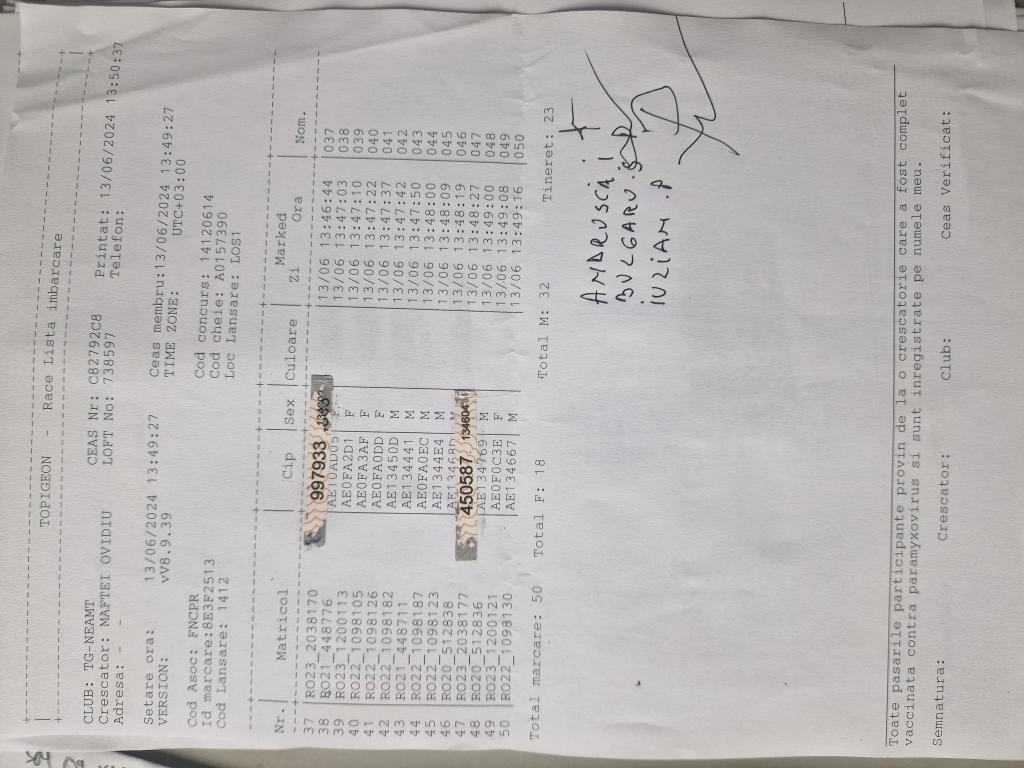 TOPIGEON - Race Lista imbarcare
CLUB: TG-NEAMT CEAS Nr: C82792C8 Printat: 13/06/2024 13:50:37
Crescator: MAFTEI OVIDIU LOFT No: 738597 Telefon:
Adresa: - -
Setare ora: 13/06/2024 13:49:27 Ceas membru:13/06/2024 13:49:27
VERSION: vV8.9.39 TIME ZONE: UTC+03:00
Cod Asoc: FNCPR Cod concurs: 14120614
Id marcare:8E3F2513 Cod cheie: A0157390
Cod Lansare: 1412 Loc Lansare: LOS1
Marked
Nr.| Matricol | Cip | Sex | Culoare | Zi Ora | Nom.
37 |RO23_2038170 997933 |13/06 13:46:44 |037
38 |RO21_448776 |AE10AD0D F |13/06 13:47:03 |038
39 |RO23_1200113 |AE0FA2D1 | F |13/06 13:47:10 |039
40 |RO22_1098105 |AE0FA3AF | F |13/06 13:47:22 |040
41 |RO22_1098126 |AE0FA0DD | F |13/06 13:47:37 |041
42 |RO22_1098182 |AE13450D | M |13/06 13:47:42 |042
43 |RO21_448711 |AE134441 | M |13/06 13:47:50 |043
44 |RO22_1098187 |AE0FA0EC | M |13/06 13:48:00 |044
45 |RO22_1098123 |AE1344E4 | M |13/06 13:48:09 |045
46 |RO20_512838 M |13/06 13:48:19 |046
47 |RO23_2038177 450587 134604 |13/06 13:48:27 |047
48 |RO20_512836 |AE134769 | M |13/06 13:49:00 |048
49 |RO23_1200121 |AE0F0C3E | F |13/06 13:49:08 |049
50 |RO22_1098130 |AE134667 | M |13/06 13:49:16 |050
Total marcare: 50 Total F: 18 Total M: 32 Tineret: 23
ANDRUSCA I
BULGARU S
IULIAN . P
Toate pasarile participante provin de la o crescatorie care a fost complet
vaccinata contra paramyxovirus si sunt inregistrate pe numele meu.
Semnatura: Crescator: Club: Ceas Verificat: